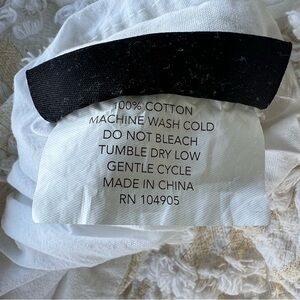 100% COTTON
MACHINE WASH COLD
DO NOT BLEACH
TUMBLE DRY LOW
GENTLE CYCLE
MADE IN CHINA
RN 104905